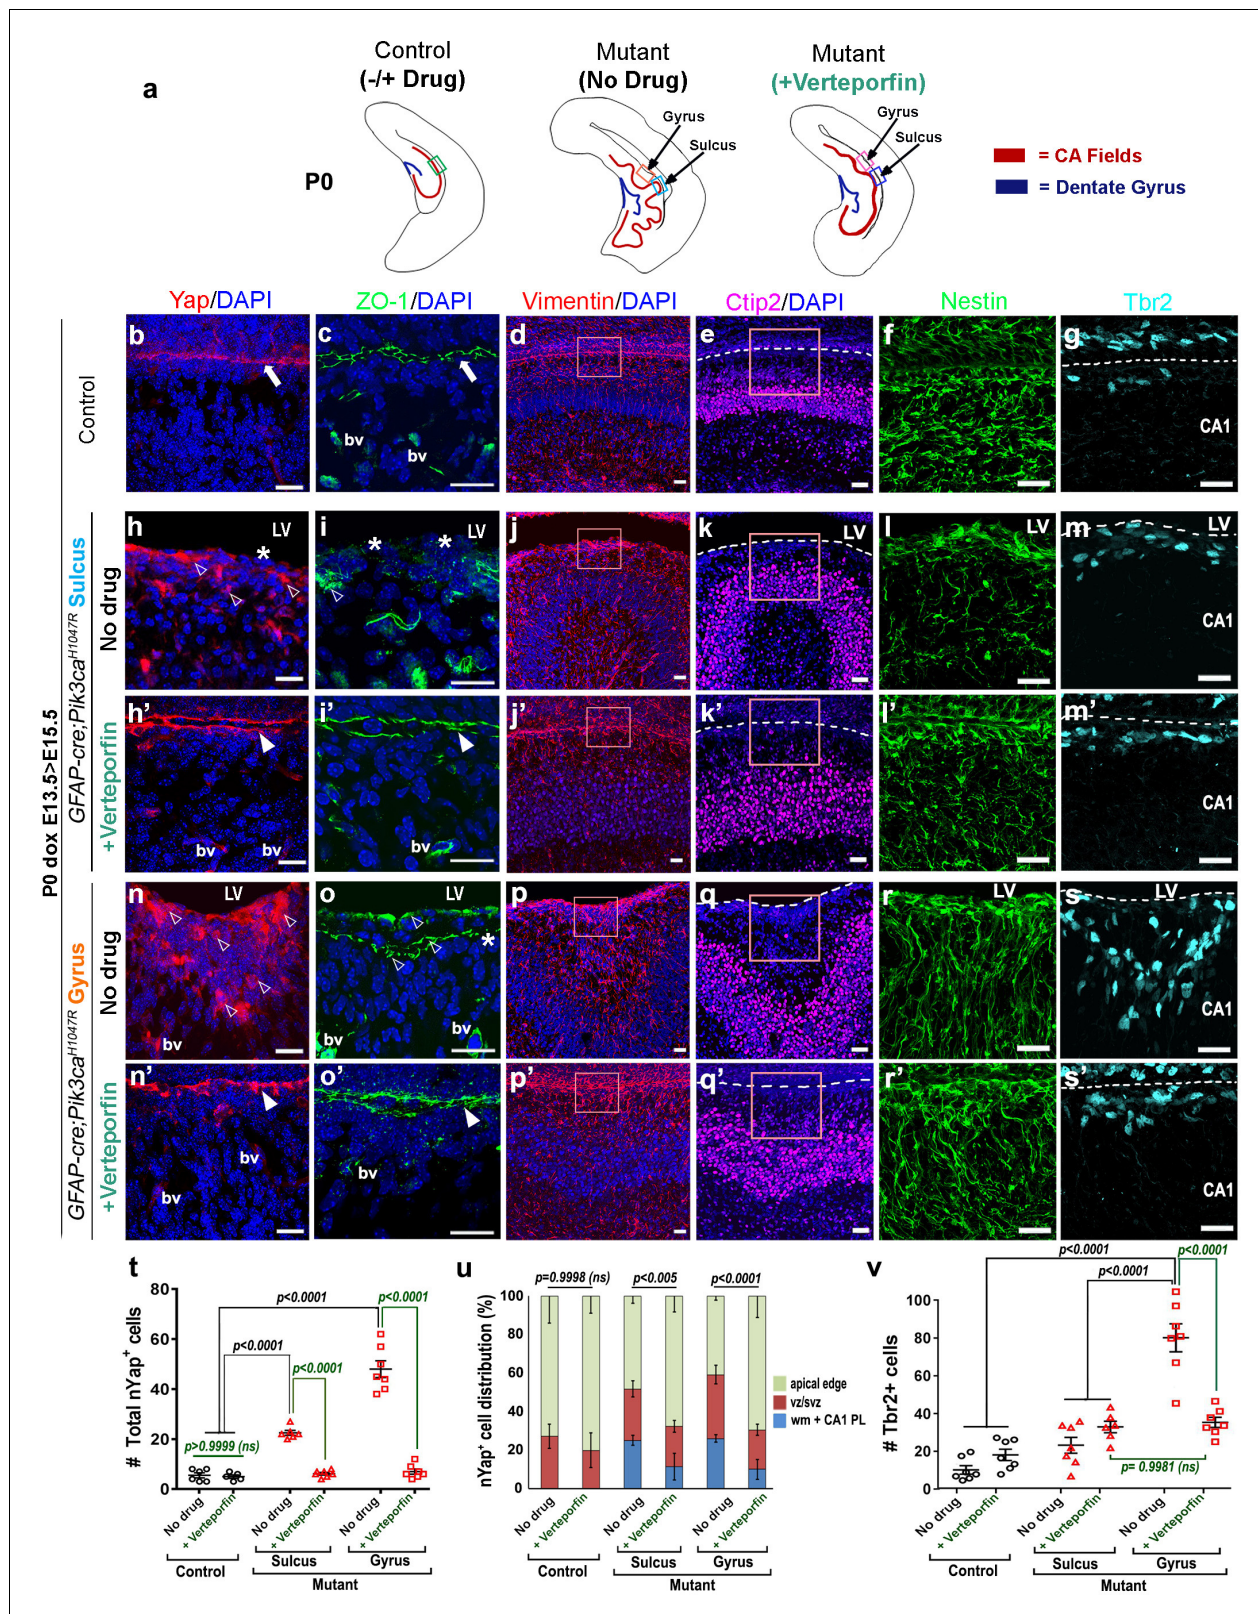 a
Control
(-/+ Drug)
Mutant
(No Drug)
Mutant
(+Verteporfin)
Gyrus
Sulcus
Gyrus
Sulcus
P0
= CA Fields
= Dentate Gyrus
Yap/DAPI
ZO-1/DAPI
Vimentin/DAPI
Ctip2/DAPI
Nestin
Tbr2
P0 dox E13.5>E15.5
Control
b
c
bv
bv
d
e
f
g
CA1
GFAP-cre;Pik3caH1047R Sulcus
No drug
h
LV
*
i
LV
*
*
j
k
LV
l
LV
m
LV
CA1
+Verteporfin
h'
bv
bv
i'
bv
j'
k'
l'
m'
CA1
GFAP-cre;Pik3caH1047R Gyrus
No drug
n
LV
bv
o
LV
*
bv
bv
p
q
r
LV
s
LV
CA1
+Verteporfin
n'
bv
bv
o'
bv
p'
q'
r'
s'
CA1
t
# Total nYap+ cells
80
60
40
20
0
p<0.0001
p<0.0001
p<0.0001
p<0.0001
p>0.9999 (ns)
No drug
+ Verteporfin
No drug
+ Verteporfin
No drug
+ Verteporfin
Control
Sulcus
Gyrus
Mutant
u
nYap+ cell distribution (%)
100
80
60
40
20
0
p=0.9998 (ns)
p<0.005
p<0.0001
apical edge
vz/svz
wm + CA1 PL
No drug
+ Verteporfin
No drug
+ Verteporfin
No drug
+ Verteporfin
Control
Sulcus
Gyrus
Mutant
v
# Tbr2+ cells
100
80
60
40
20
0
p<0.0001
p<0.0001
p<0.0001
p= 0.9981 (ns)
No drug
+ Verteporfin
No drug
+ Verteporfin
No drug
+ Verteporfin
Control
Sulcus
Gyrus
Mutant